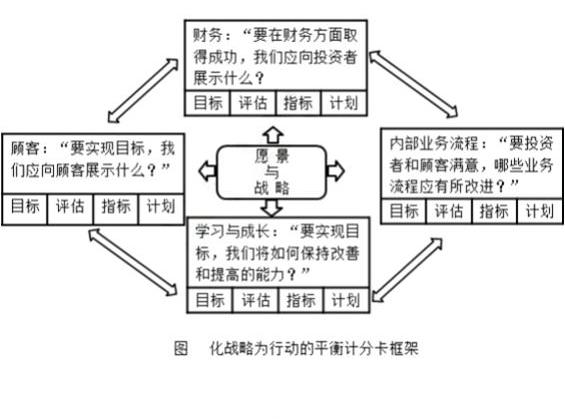 财务：“要在财务方面取
得成功，我们应向投资者
展示什么？
目标 评估 指标 计划
顾客：“要实现目标，我
们应向顾客展示什么？”
目标 评估 指标 计划
愿景
与
战略
内部业务流程：“要投资
者和顾客满意，哪些业务
流程应有所改进？”
目标 评估 指标 计划
学习与成长：“要实现目
标，我们将如何保持改善
和提高的能力？”
目标 评估 指标 计划
图 化战略为行动的平衡计分卡框架